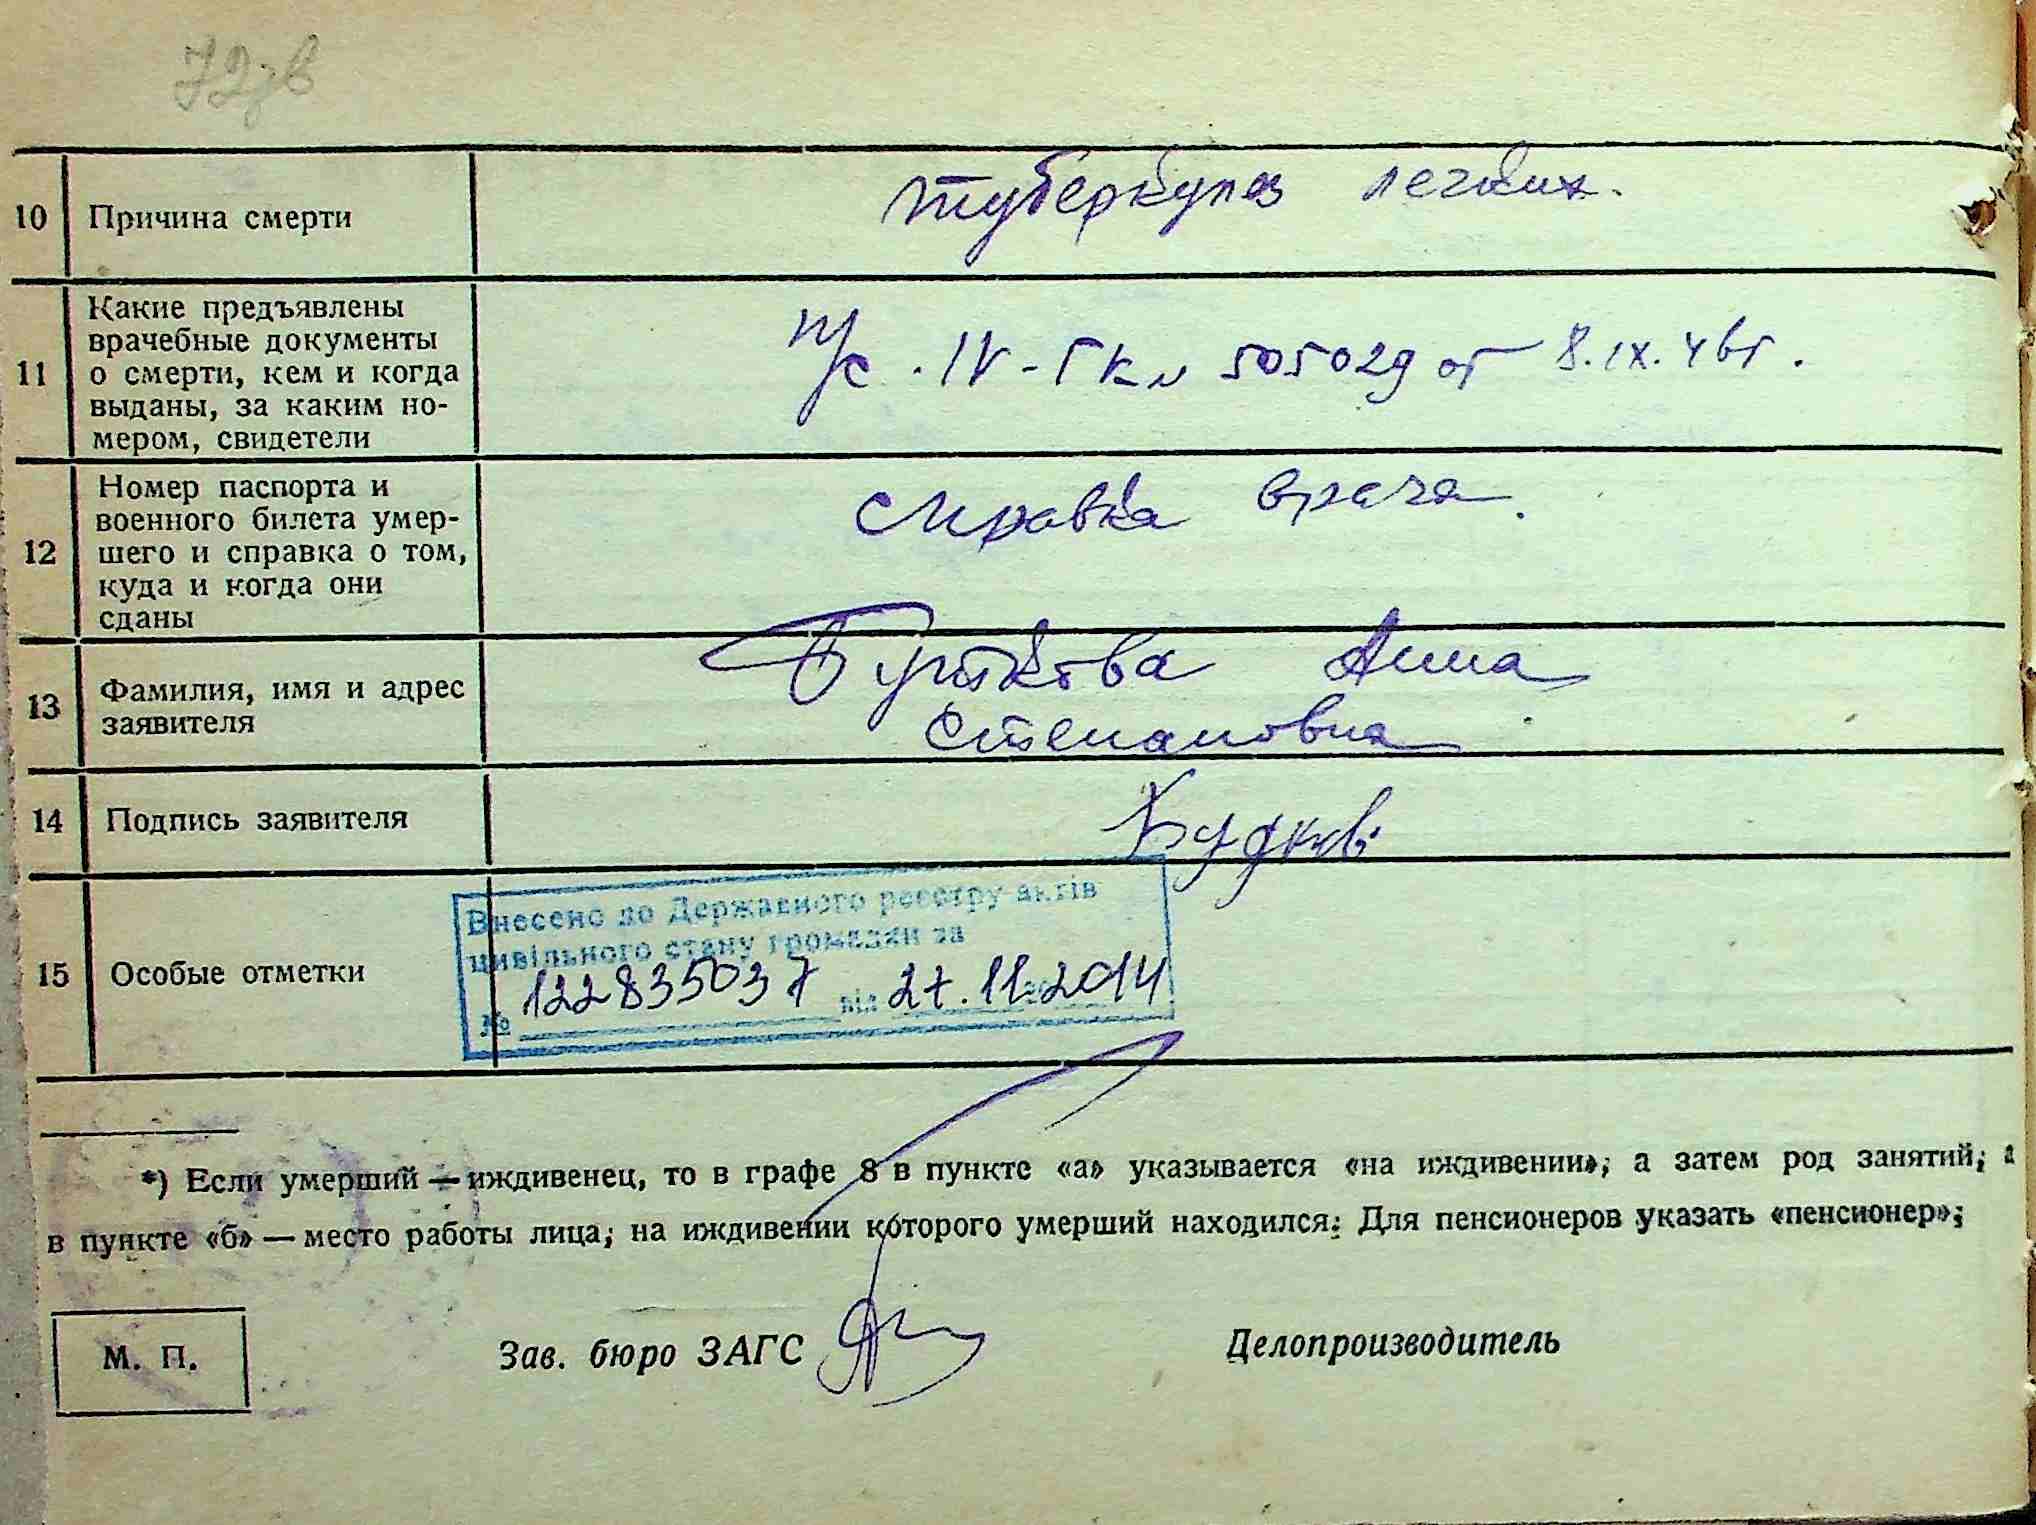 10 Причина смерти туберкулез легких.
11 Какие предъявлены
врачебные документы
о смерти, кем и когда
выданы, за каким но-
мером, свидетели
п/с. IV-ГК № 505029 от 8.IX.46г.
12 Номер паспорта и
военного билета умер-
шего и справка о том,
куда и когда они
сданы
справка врача.
13 Фамилия, имя и адрес
заявителя
Анна
Степановна
14 Подпись заявителя
15 Особые отметки
Внесено до Державного реєстру актів
цивільного стану громадян за
№ 122835037 від 27.11.2014
*) Если умерший — иждивенец, то в графе 8 в пункте «а» указывается «на иждивении»; а затем род занятий; а
в пункте «б» — место работы лица; на иждивении которого умерший находился. Для пенсионеров указать «пенсионер»;
М. П.
Зав. бюро ЗАГС
Делопроизводитель